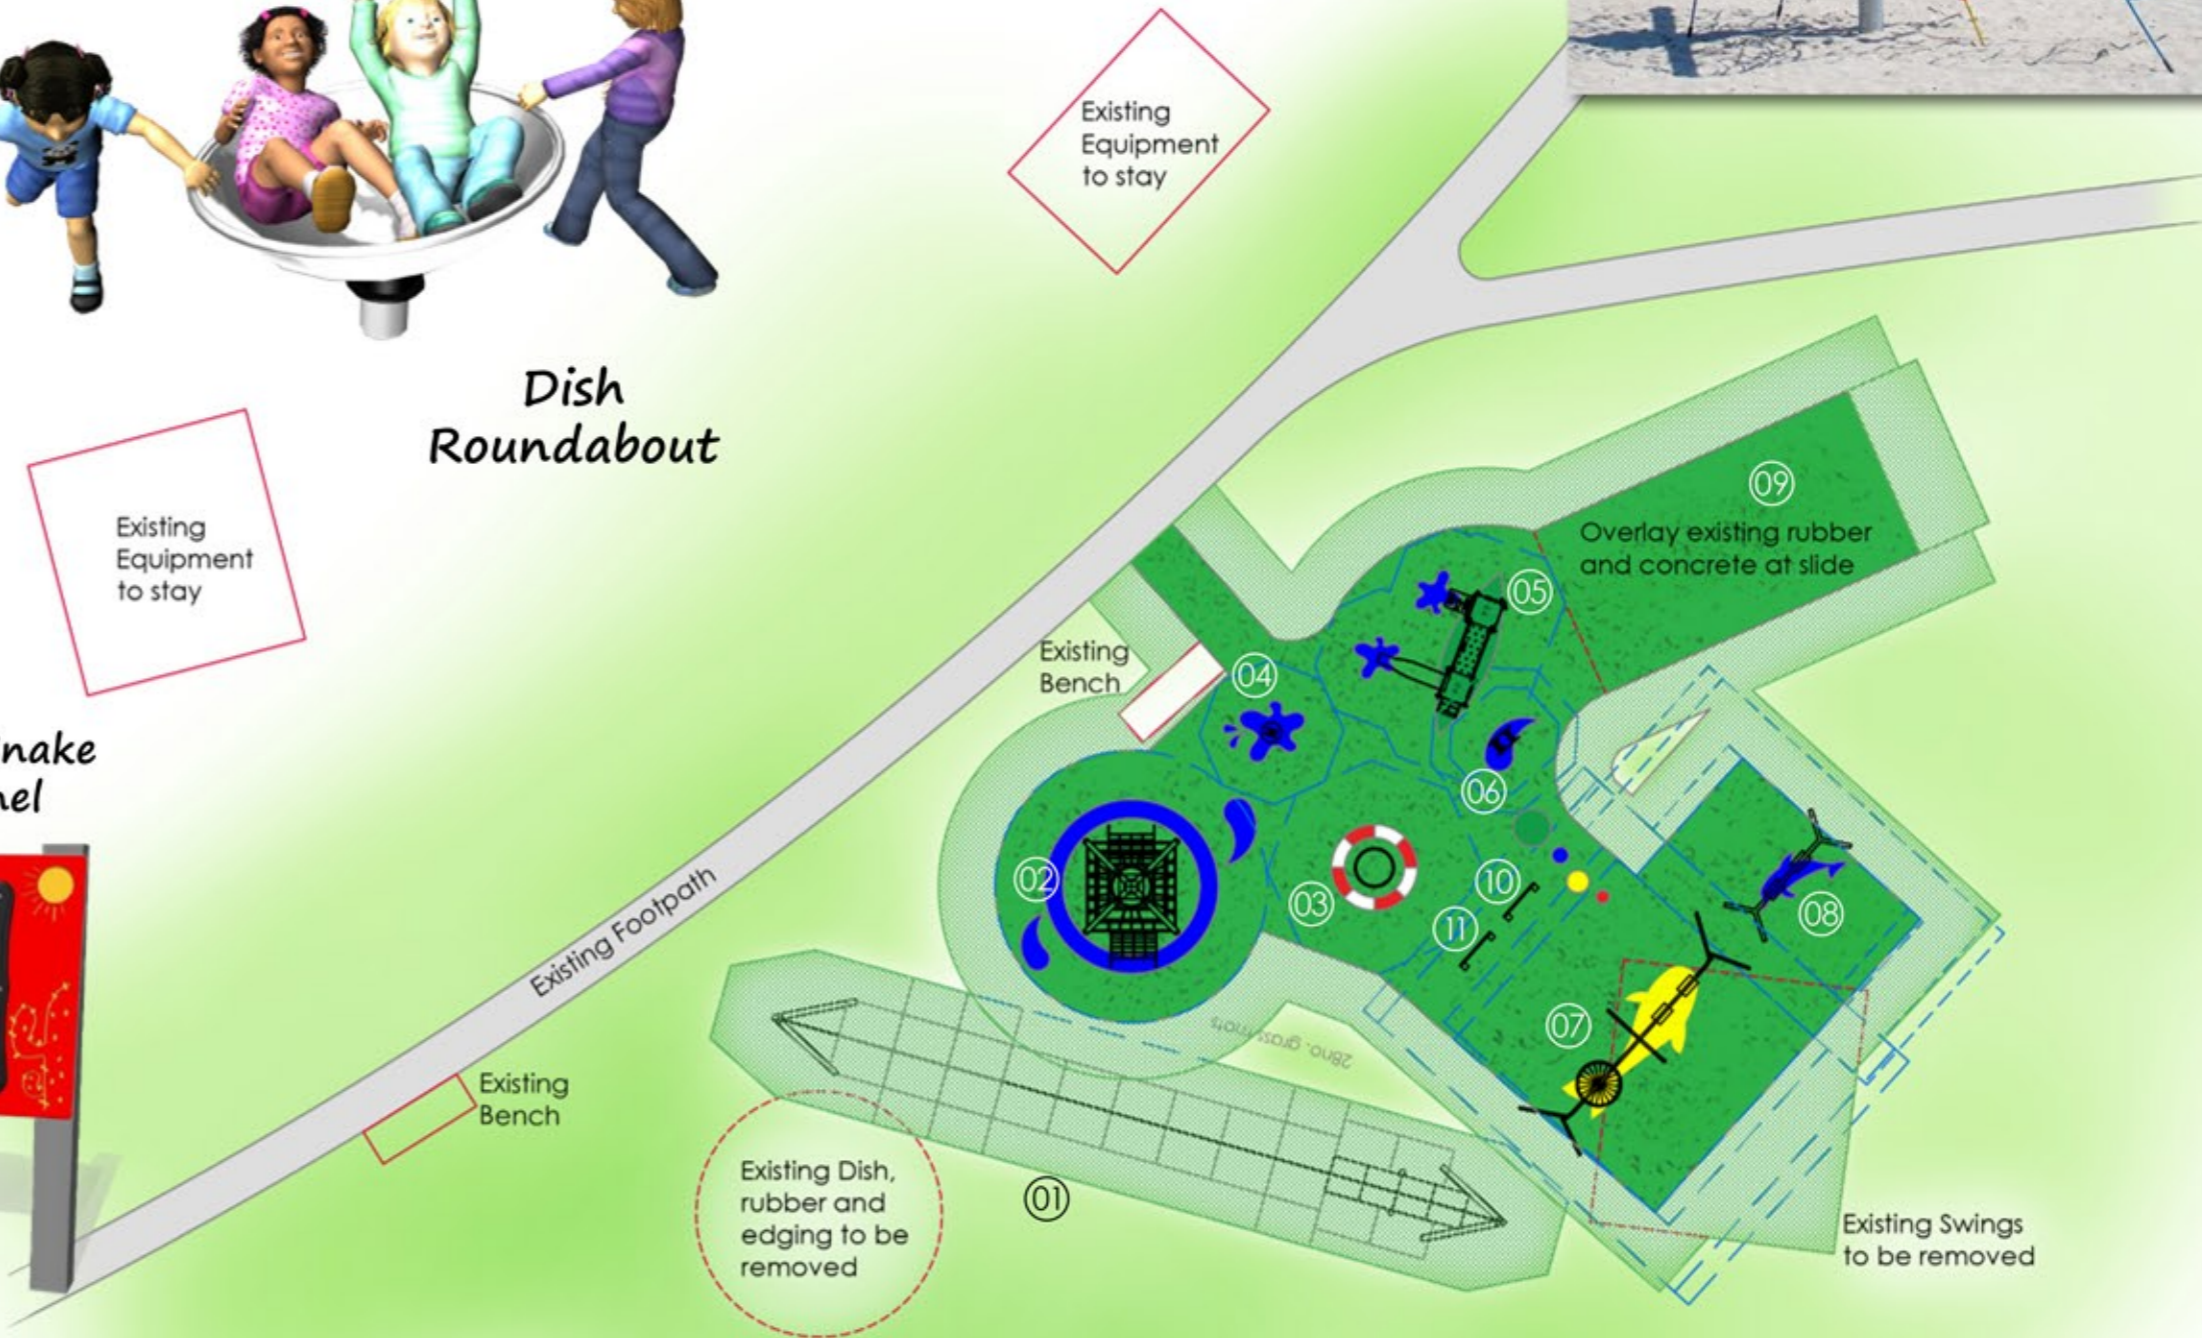 Existing
Equipment
to stay
Dish
Roundabout
Existing
Equipment
to stay
09
Overlay existing rubber
and concrete at slide
05
Existing
Bench
04
06
02
03
10
11
08
07
Existing Footpath
28no. grass mats
Existing
Bench
Existing Dish,
rubber and
edging to be
removed
01
Existing Swings
to be removed